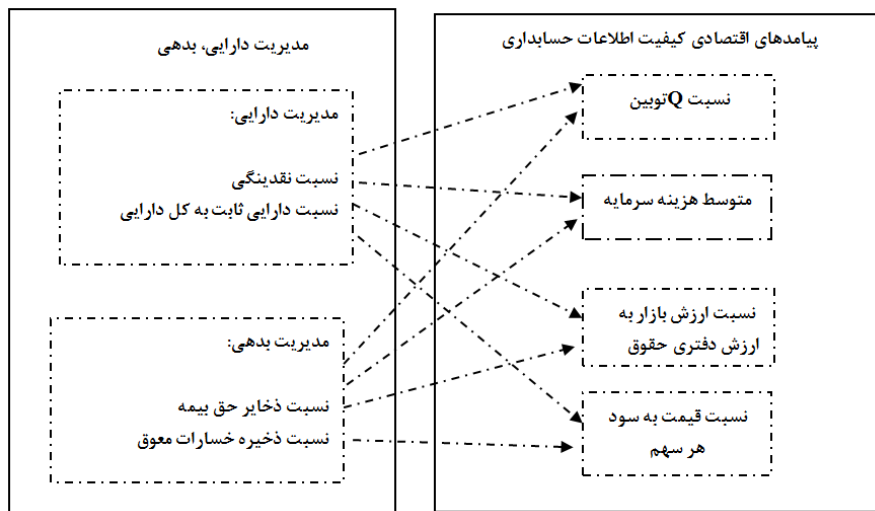 مدیریت دارایی، بدهی
مدیریت دارایی:
نسبت نقدینگی
نسبت دارایی ثابت به کل دارایی
مدیریت بدهی:
نسبت ذخایر حق بیمه
نسبت ذخیره خسارات معوق
پیامدهای اقتصادی کیفیت اطلاعات حسابداری
نسبت Qتوبین
متوسط هزینه سرمایه
نسبت ارزش بازار به
ارزش دفتری حقوق
نسبت قیمت به سود
هر سهم